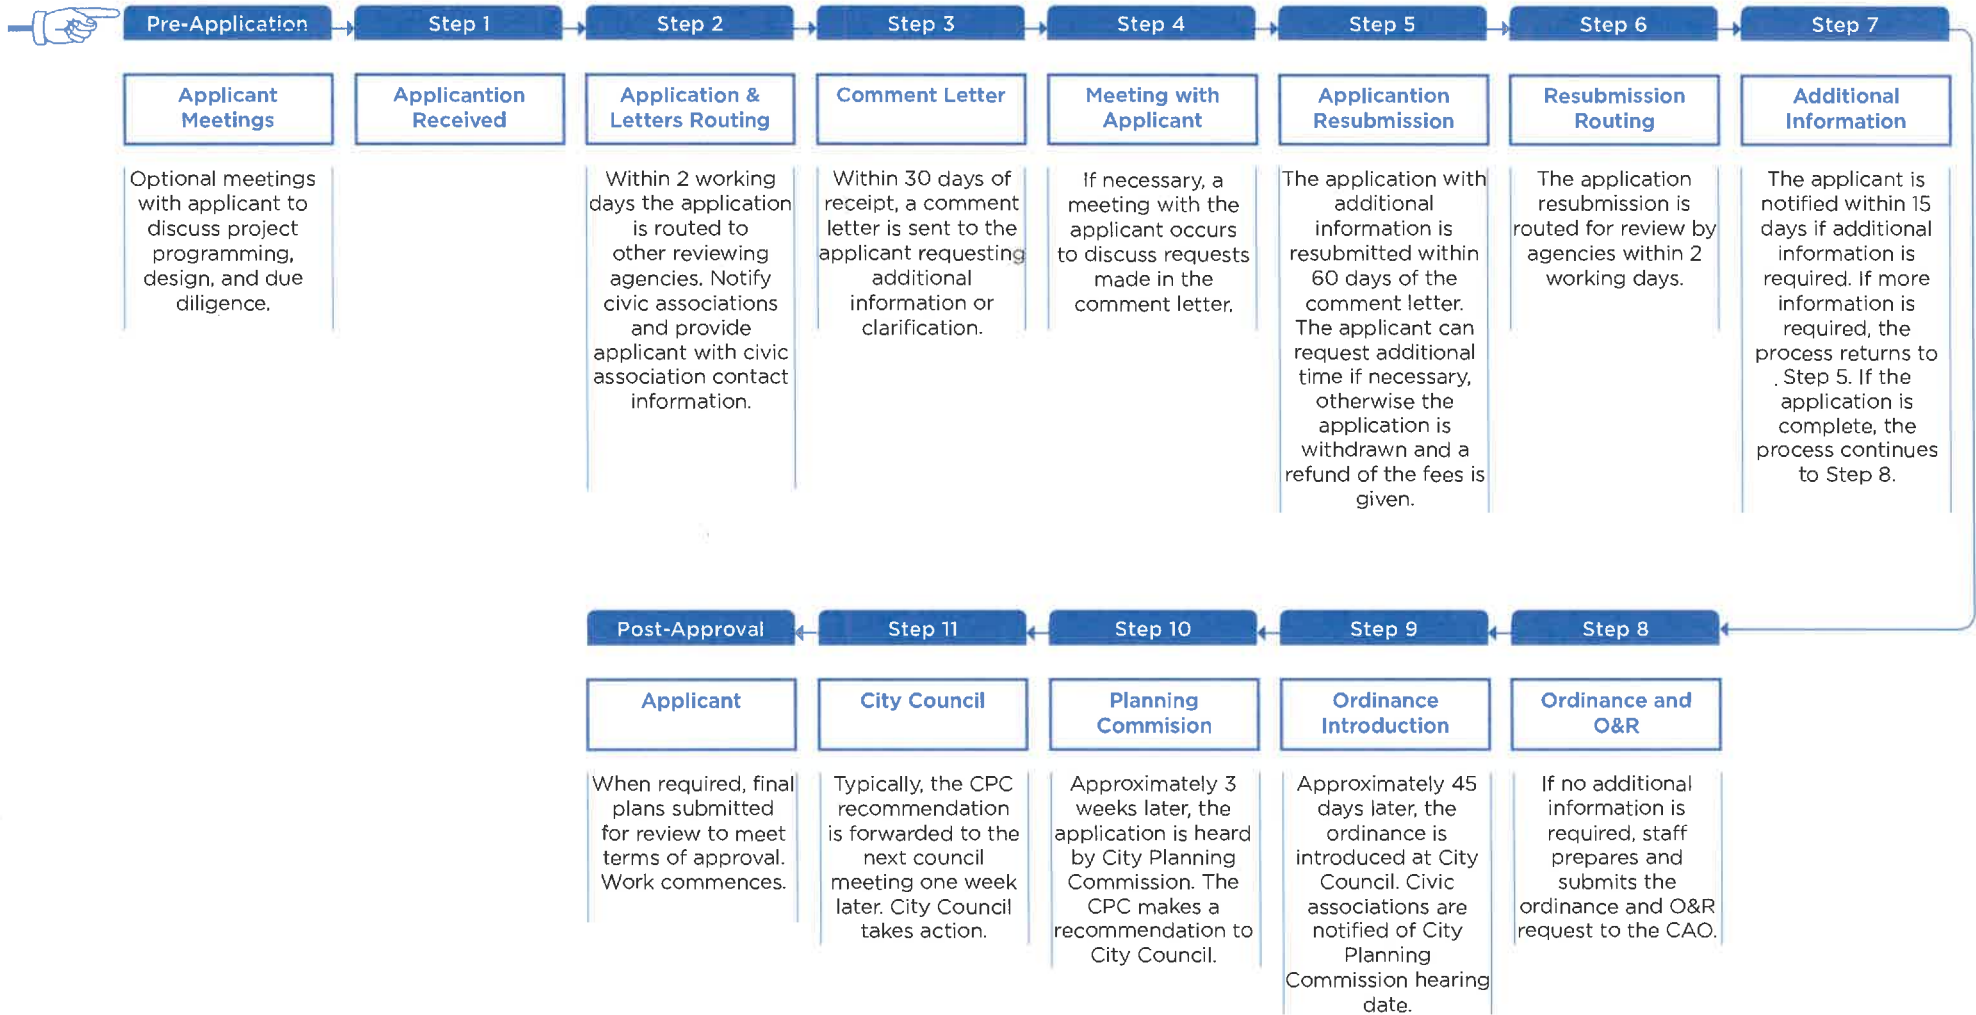 Pre-Application
Step 1
Step 2
Step 3
Step 4
Step 5
Step 6
Step 7
Applicant
Meetings
Applicantion
Received
Application &
Letters Routing
Comment Letter
Meeting with
Applicant
Applicantion
Resubmission
Resubmission
Routing
Additional
Information
Optional meetings
with applicant to
discuss project
programming,
design, and due
diligence.
Within 2 working
days the application
is routed to
other reviewing
agencies. Notify
civic associations
and provide
applicant with civic
association contact
information.
Within 30 days of
receipt, a comment
letter is sent to the
applicant requesting
additional
information or
clarification.
If necessary, a
meeting with the
applicant occurs
to discuss requests
made in the
comment letter.
The application with
additional
information is
resubmitted within
60 days of the
comment letter.
The applicant can
request additional
time if necessary,
otherwise the
application is
withdrawn and a
refund of the fees is
given.
The application
resubmission is
routed for review by
agencies within 2
working days.
The applicant is
notified within 15
days if additional
information is
required. If more
information is
required, the
process returns to
Step 5. If the
application is
complete, the
process continues
to Step 8.
Post-Approval
Step 11
Step 10
Step 9
Step 8
Applicant
City Council
Planning
Commision
Ordinance
Introduction
Ordinance and
O&R
When required, final
plans submitted
for review to meet
terms of approval.
Work commences.
Typically, the CPC
recommendation
is forwarded to the
next council
meeting one week
later. City Council
takes action.
Approximately 3
weeks later, the
application is heard
by City Planning
Commission. The
CPC makes a
recommendation to
City Council.
Approximately 45
days later, the
ordinance is
introduced at City
Council. Civic
associations are
notified of City
Planning
Commission hearing
date.
If no additional
information is
required, staff
prepares and
submits the
ordinance and O&R
request to the CAO.